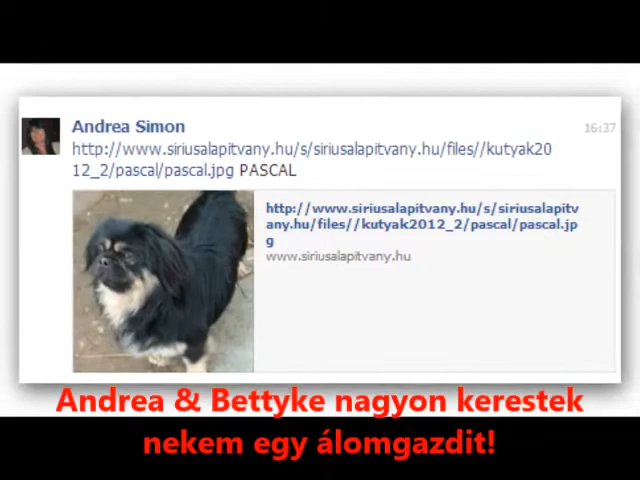 Andrea Simon
16:37
http://www.siriusalapitvany.hu/s/siriusalapitvany.hu/files//kutyak20
12_2/pascal/pascal.jpg PASCAL
http://www.siriusalapitvany.hu/s/siriusalapitv
any.hu/files//kutyak2012_2/pascal/pascal.jp
g
www.siriusalapitvany.hu
Andrea & Bettyke nagyon kerestek
nekem egy álomgazdit!